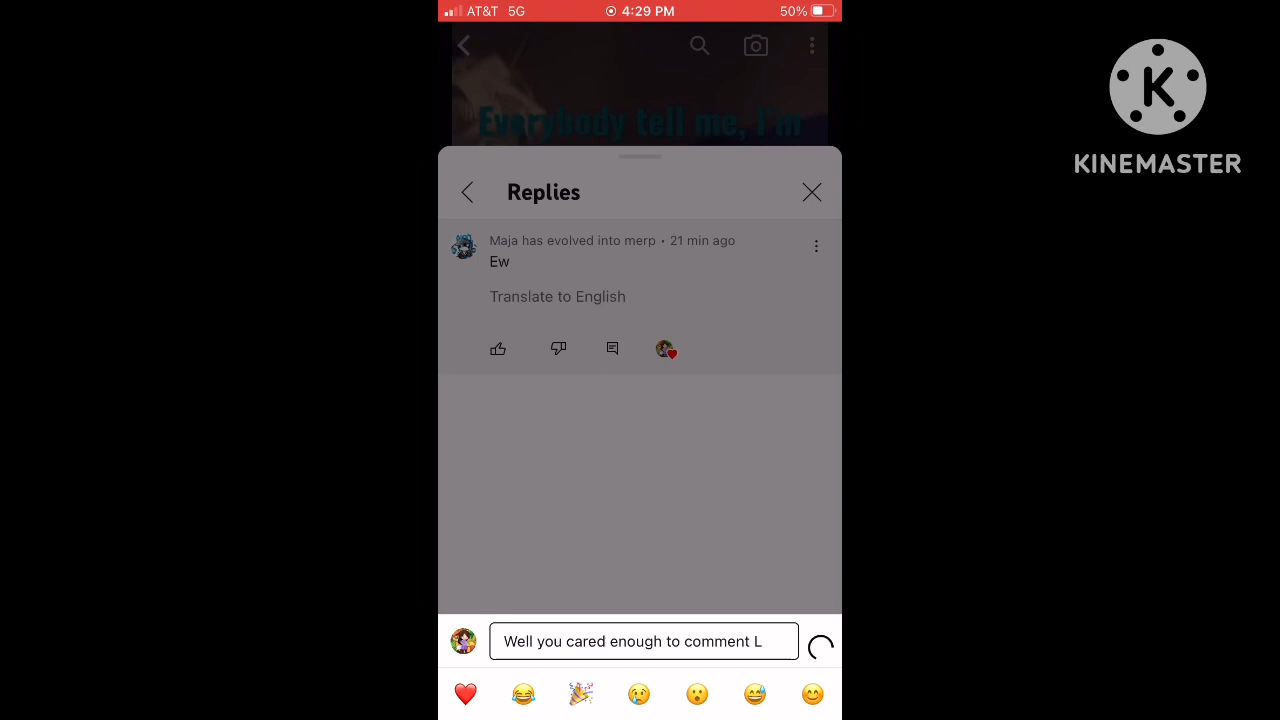 AT&T 5G 4:29 PM 50%
Everybody tell me, I'm
K
KINEMASTER
Replies
Maja has evolved into merp • 21 min ago
Ew
Translate to English
Well you cared enough to comment L